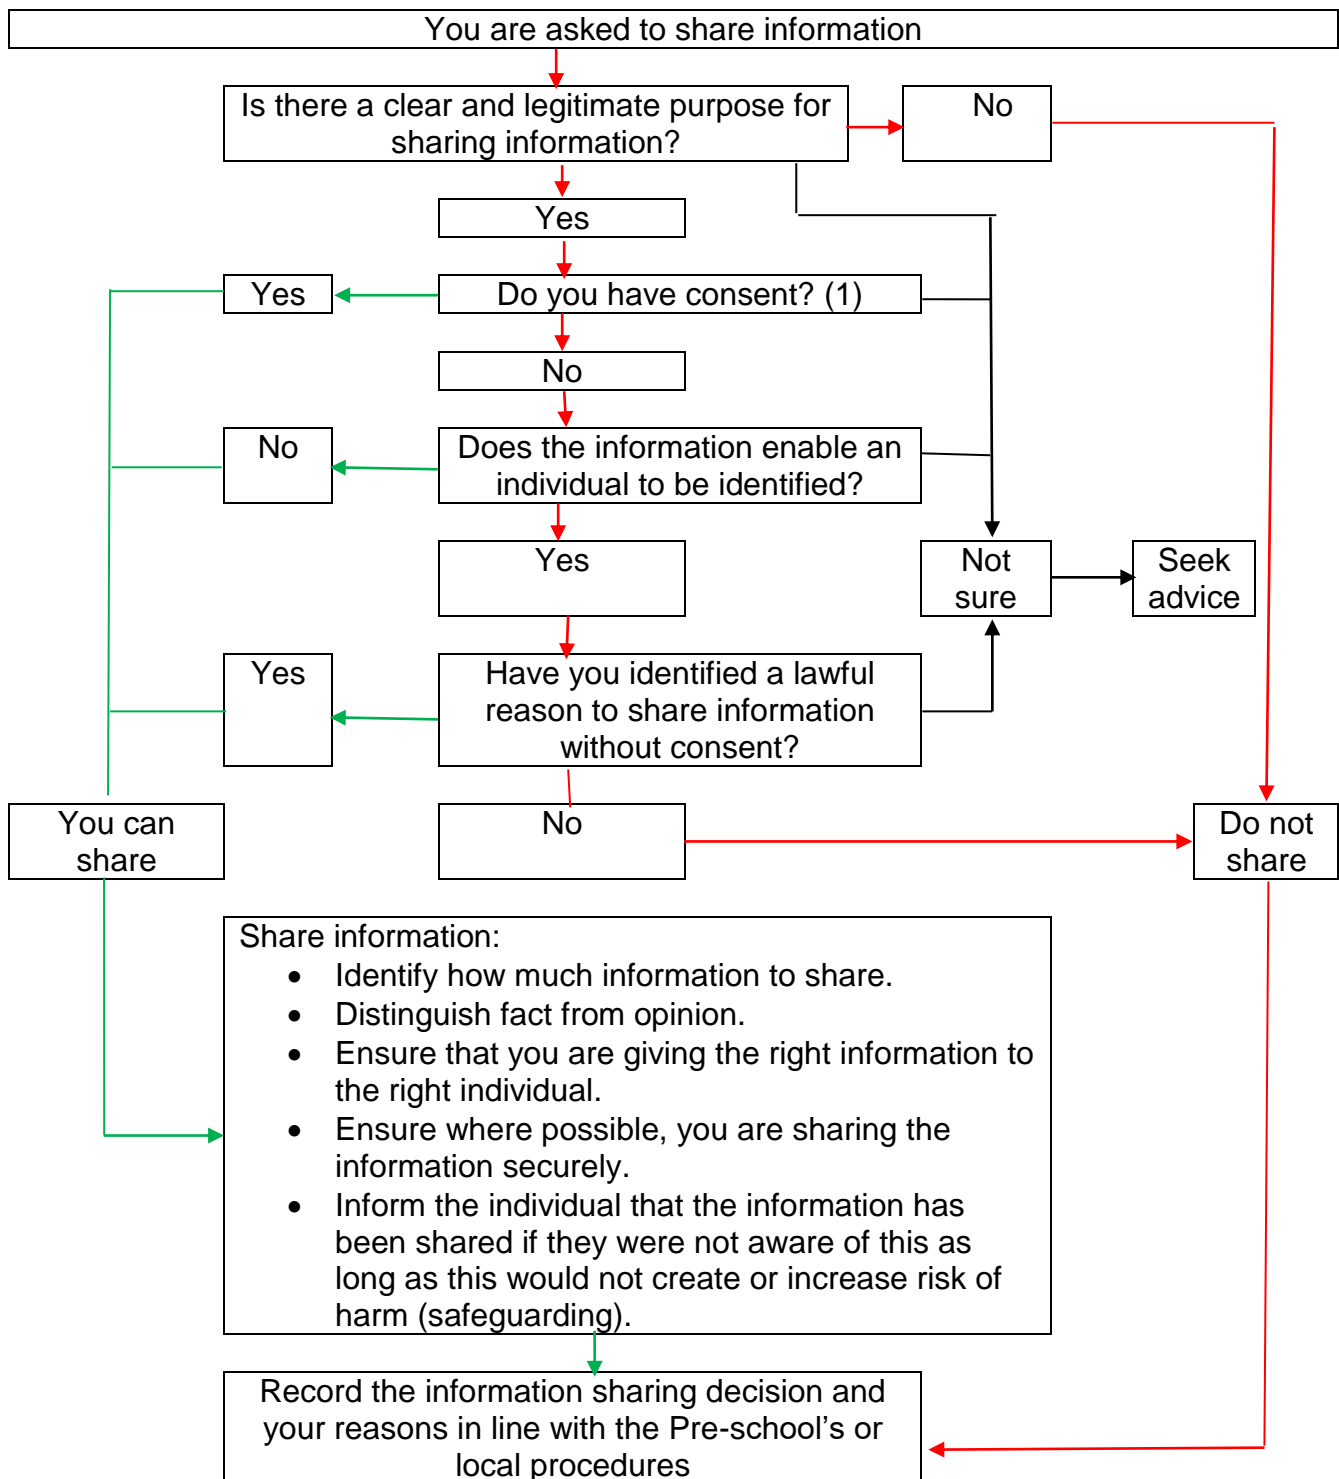 You are asked to share information
Is there a clear and legitimate purpose for
sharing information?
No
Yes
Yes
Do you have consent? (1)
No
No
Does the information enable an
individual to be identified?
Yes
Not
sure
Seek
advice
Yes
Have you identified a lawful
reason to share information
without consent?
You can
share
No
Do not
share
Share information:
• Identify how much information to share.
• Distinguish fact from opinion.
• Ensure that you are giving the right information to
the right individual.
• Ensure where possible, you are sharing the
information securely.
• Inform the individual that the information has
been shared if they were not aware of this as
long as this would not create or increase risk of
harm (safeguarding).
Record the information sharing decision and
your reasons in line with the Pre-school’s or
local procedures